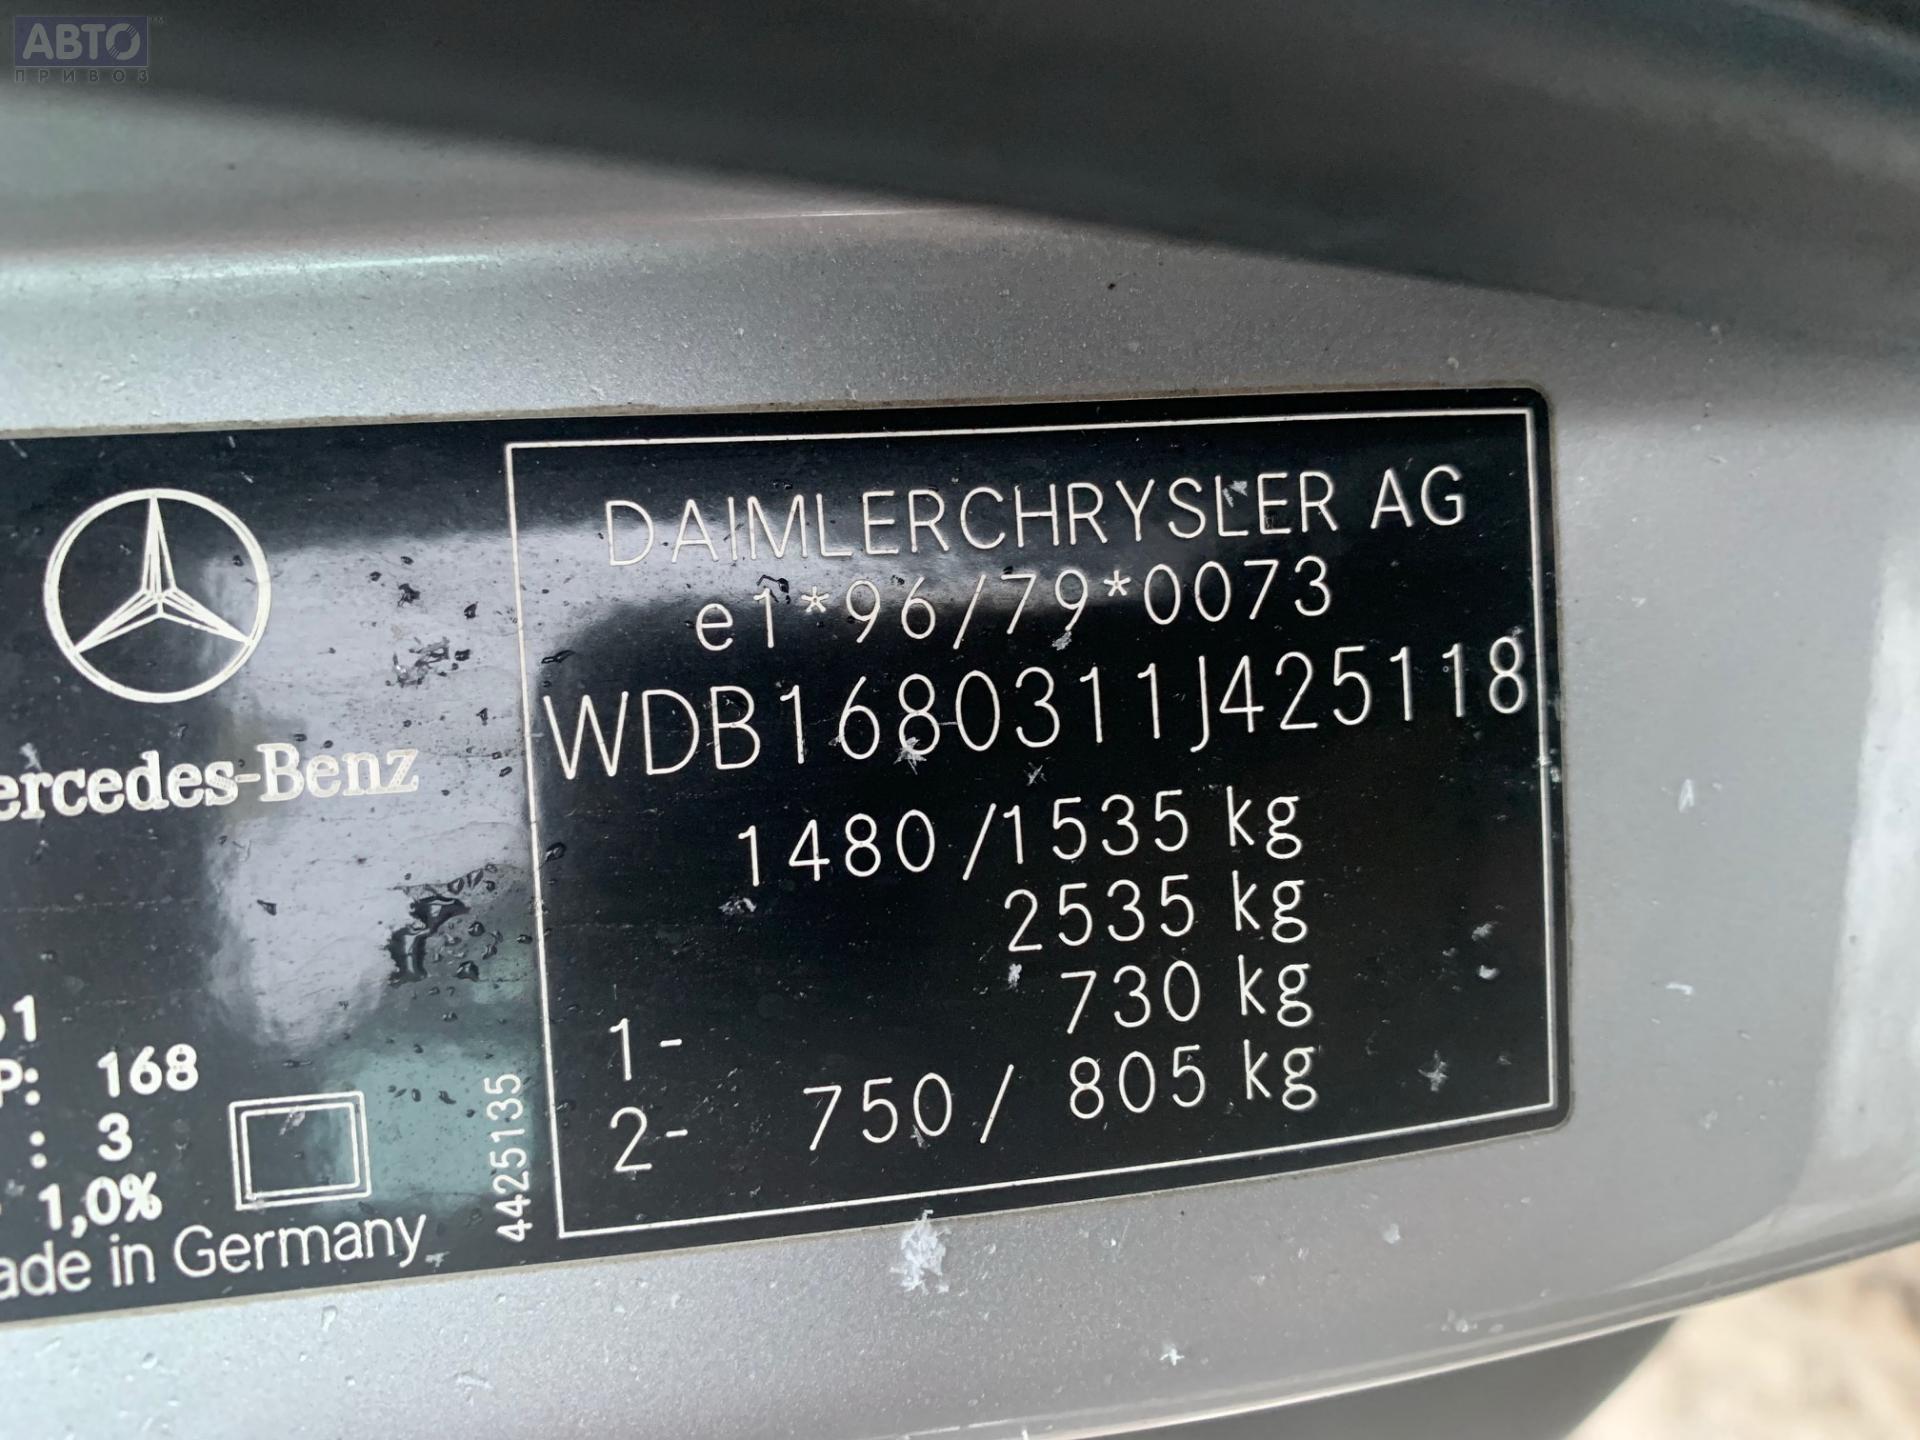 АВТО
ПРИВОЗ
DAIMLERCHRYSLER AG
e1*96/79*0073
WDB1680311J425118
1480/1535 kg
2535 kg
1- 730 kg
2- 750/ 805 kg
ercedes-Benz
61
P: 168
: 3
1,0%
ade in Germany
4425135